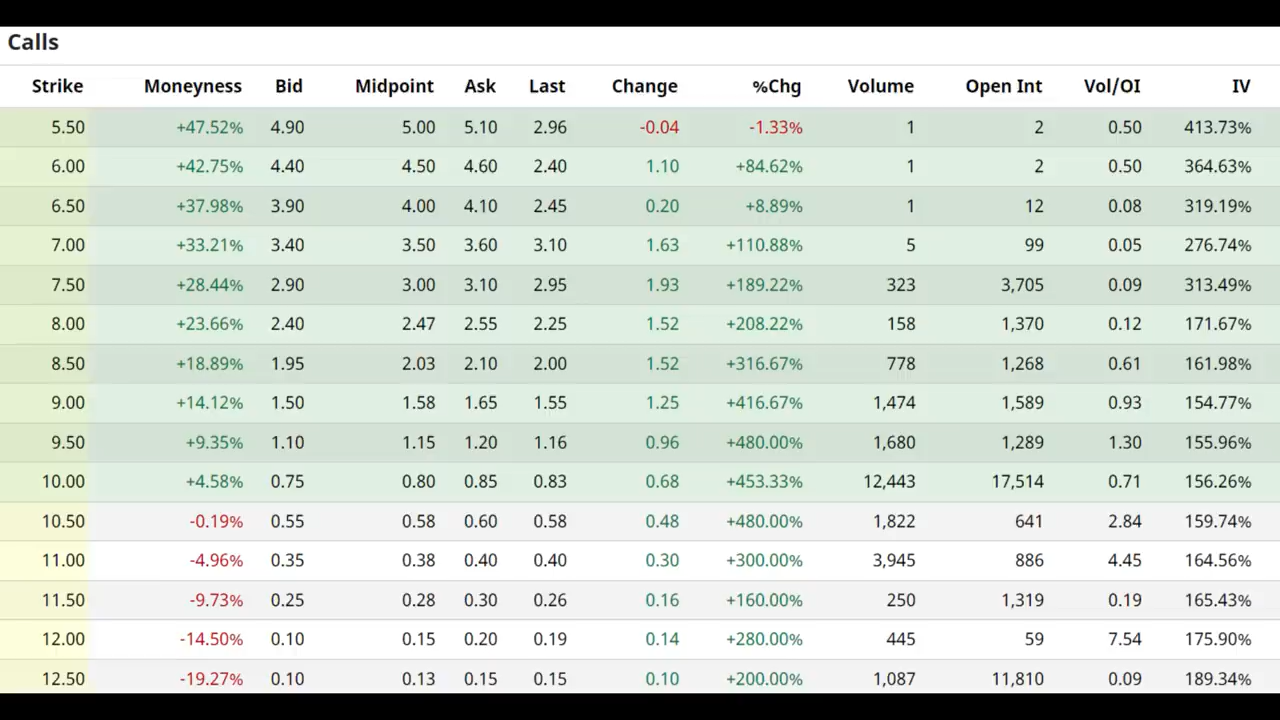 Calls
Strike Moneyness Bid Midpoint Ask Last Change %Chg Volume Open Int Vol/OI IV
5.50 +47.52% 4.90 5.00 5.10 2.96 -0.04 -1.33% 1 2 0.50 413.73%
6.00 +42.75% 4.40 4.50 4.60 2.40 1.10 +84.62% 1 2 0.50 364.63%
6.50 +37.98% 3.90 4.00 4.10 2.45 0.20 +8.89% 1 12 0.08 319.19%
7.00 +33.21% 3.40 3.50 3.60 3.10 1.63 +110.88% 5 99 0.05 276.74%
7.50 +28.44% 2.90 3.00 3.10 2.95 1.93 +189.22% 323 3,705 0.09 313.49%
8.00 +23.66% 2.40 2.47 2.55 2.25 1.52 +208.22% 158 1,370 0.12 171.67%
8.50 +18.89% 1.95 2.03 2.10 2.00 1.52 +316.67% 778 1,268 0.61 161.98%
9.00 +14.12% 1.50 1.58 1.65 1.55 1.25 +416.67% 1,474 1,589 0.93 154.77%
9.50 +9.35% 1.10 1.15 1.20 1.16 0.96 +480.00% 1,680 1,289 1.30 155.96%
10.00 +4.58% 0.75 0.80 0.85 0.83 0.68 +453.33% 12,443 17,514 0.71 156.26%
10.50 -0.19% 0.55 0.58 0.60 0.58 0.48 +480.00% 1,822 641 2.84 159.74%
11.00 -4.96% 0.35 0.38 0.40 0.40 0.30 +300.00% 3,945 886 4.45 164.56%
11.50 -9.73% 0.25 0.28 0.30 0.26 0.16 +160.00% 250 1,319 0.19 165.43%
12.00 -14.50% 0.10 0.15 0.20 0.19 0.14 +280.00% 445 59 7.54 175.90%
12.50 -19.27% 0.10 0.13 0.15 0.15 0.10 +200.00% 1,087 11,810 0.09 189.34%